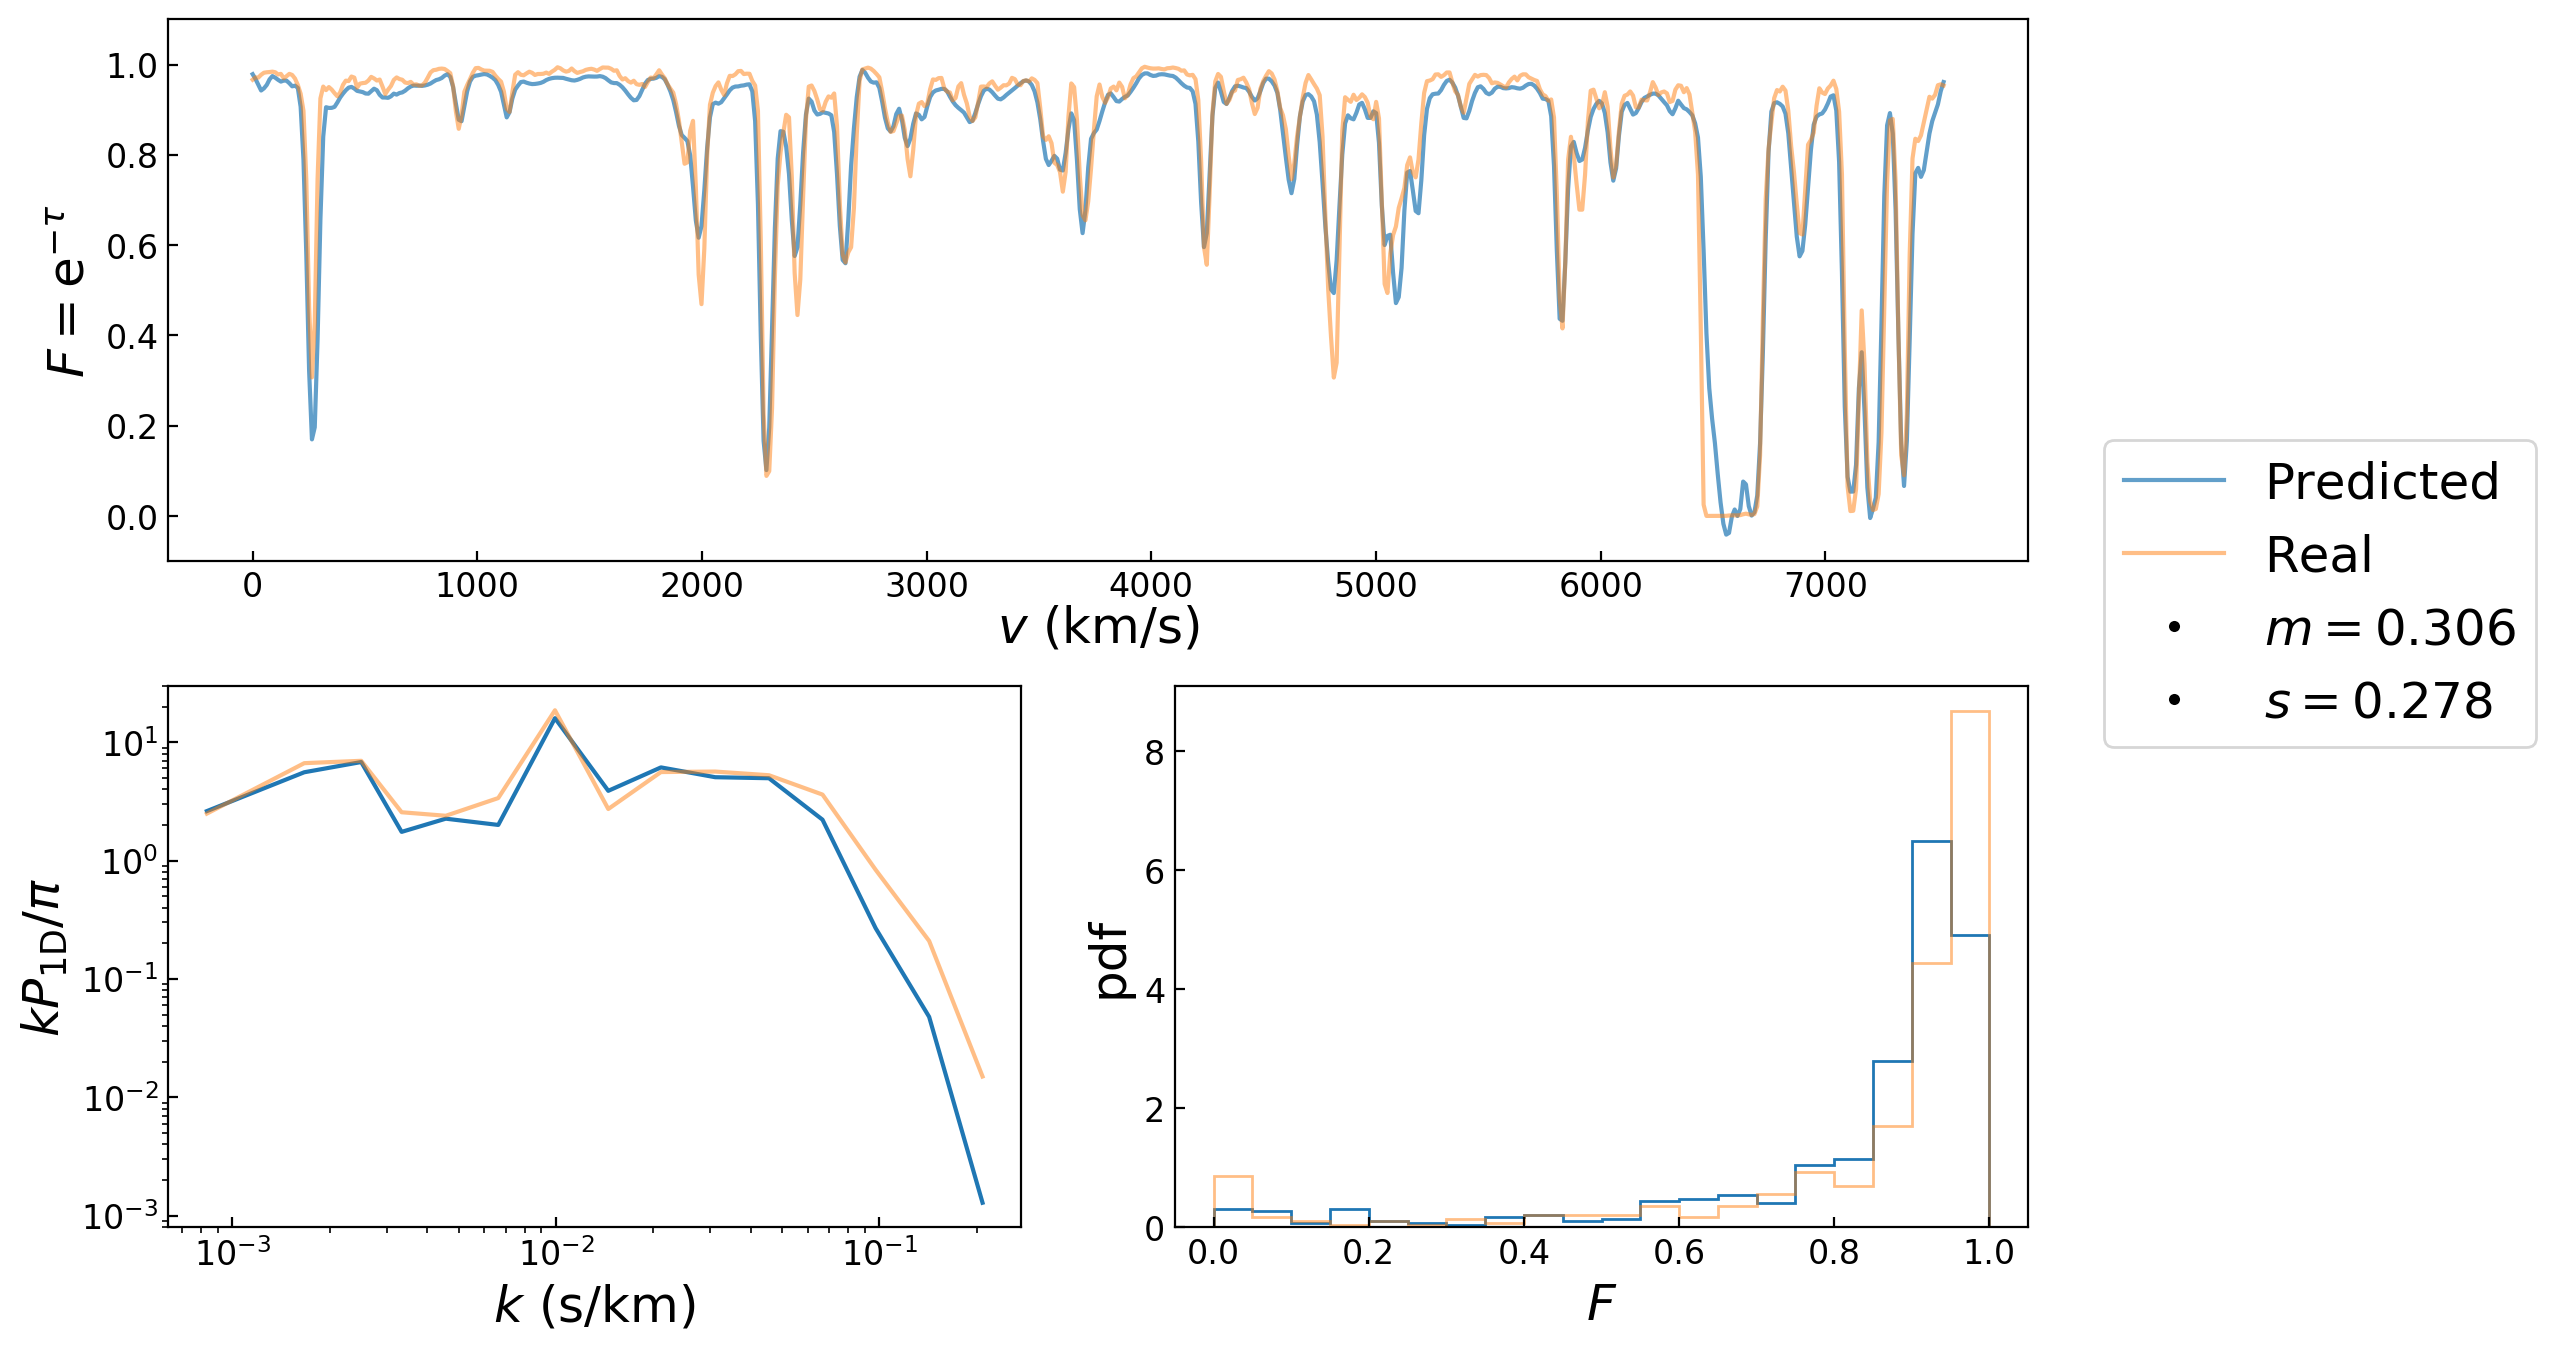 F = e^{-τ}
1.0
0.8
0.6
0.4
0.2
0.0
0 1000 2000 3000 4000 5000 6000 7000
v (km/s)
Predicted
Real
m = 0.306
s = 0.278
kP_{1D}/π
10^1
10^0
10^{-1}
10^{-2}
10^{-3}
10^{-3} 10^{-2} 10^{-1}
k (s/km)
pdf
8
6
4
2
0
0.0 0.2 0.4 0.6 0.8 1.0
F